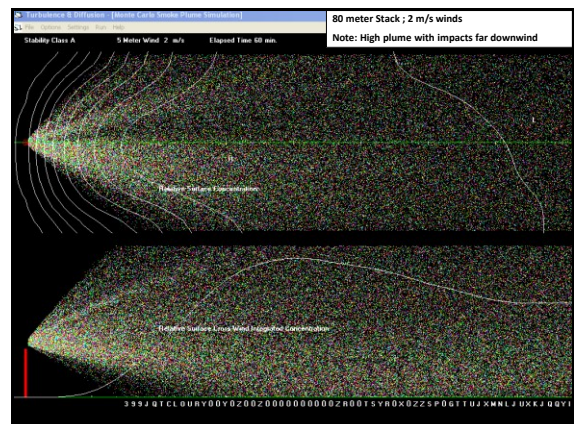 Turbulence & Diffusion - [Monte Carlo Smoke Plume Simulation]
File Options Settings Run Help
80 meter Stack ; 2 m/s winds
Note: High plume with impacts far downwind
Stability Class A 5 Meter Wind 2 m/s Elapsed Time 60 min.
Relative Surface Concentration
Relative Surface Cross Wind Integrated Concentration